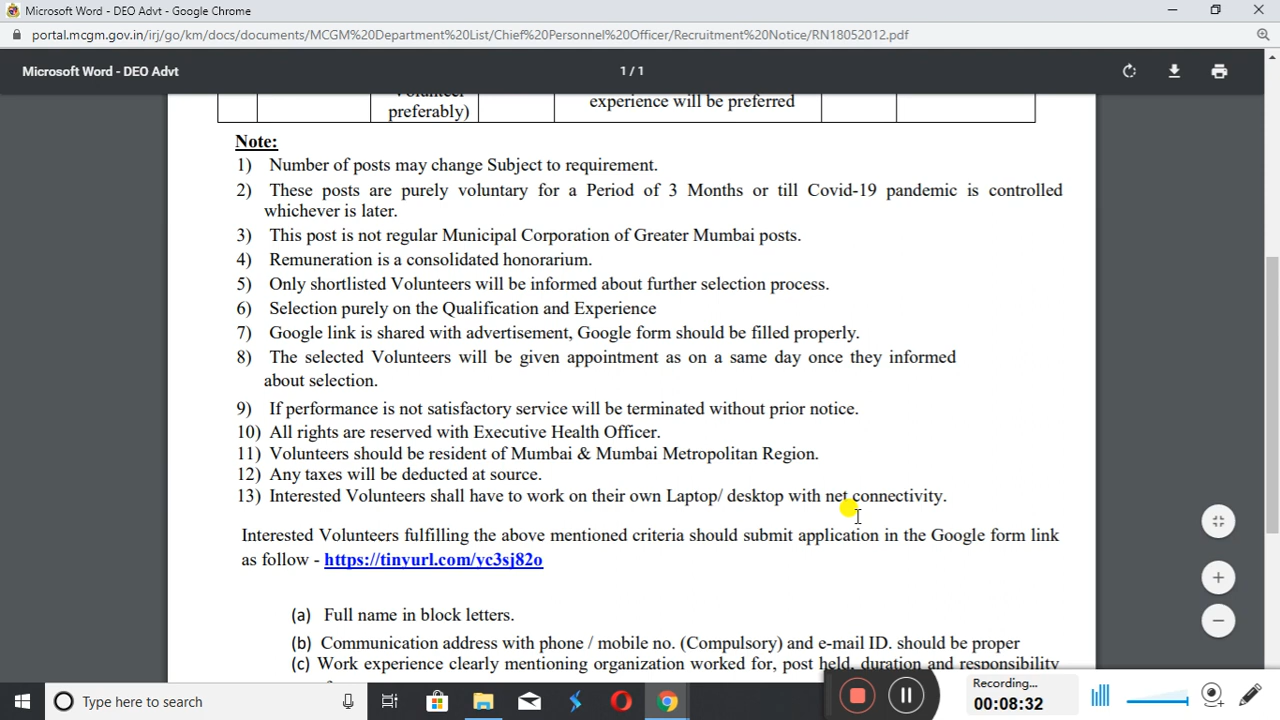 Microsoft Word - DEO Advt - Google Chrome
portal.mcgm.gov.in/irj/go/km/docs/documents/MCGM%20Department%20List/Chief%20Personnel%20Officer/Recruitment%20Notice/RN18052012.pdf
Microsoft Word - DEO Advt
1 / 1
Volunteer
preferably)
experience will be preferred
Note:
1) Number of posts may change Subject to requirement.
2) These posts are purely voluntary for a Period of 3 Months or till Covid-19 pandemic is controlled
whichever is later.
3) This post is not regular Municipal Corporation of Greater Mumbai posts.
4) Remuneration is a consolidated honorarium.
5) Only shortlisted Volunteers will be informed about further selection process.
6) Selection purely on the Qualification and Experience
7) Google link is shared with advertisement, Google form should be filled properly.
8) The selected Volunteers will be given appointment as on a same day once they informed
about selection.
9) If performance is not satisfactory service will be terminated without prior notice.
10) All rights are reserved with Executive Health Officer.
11) Volunteers should be resident of Mumbai & Mumbai Metropolitan Region.
12) Any taxes will be deducted at source.
13) Interested Volunteers shall have to work on their own Laptop/ desktop with net connectivity.
Interested Volunteers fulfilling the above mentioned criteria should submit application in the Google form link
as follow - https://tinyurl.com/yc3sj82o
(a) Full name in block letters.
(b) Communication address with phone / mobile no. (Compulsory) and e-mail ID. should be proper
(c) Work experience clearly mentioning organization worked for, post held, duration and responsibility
Type here to search
Recording...
00:08:32